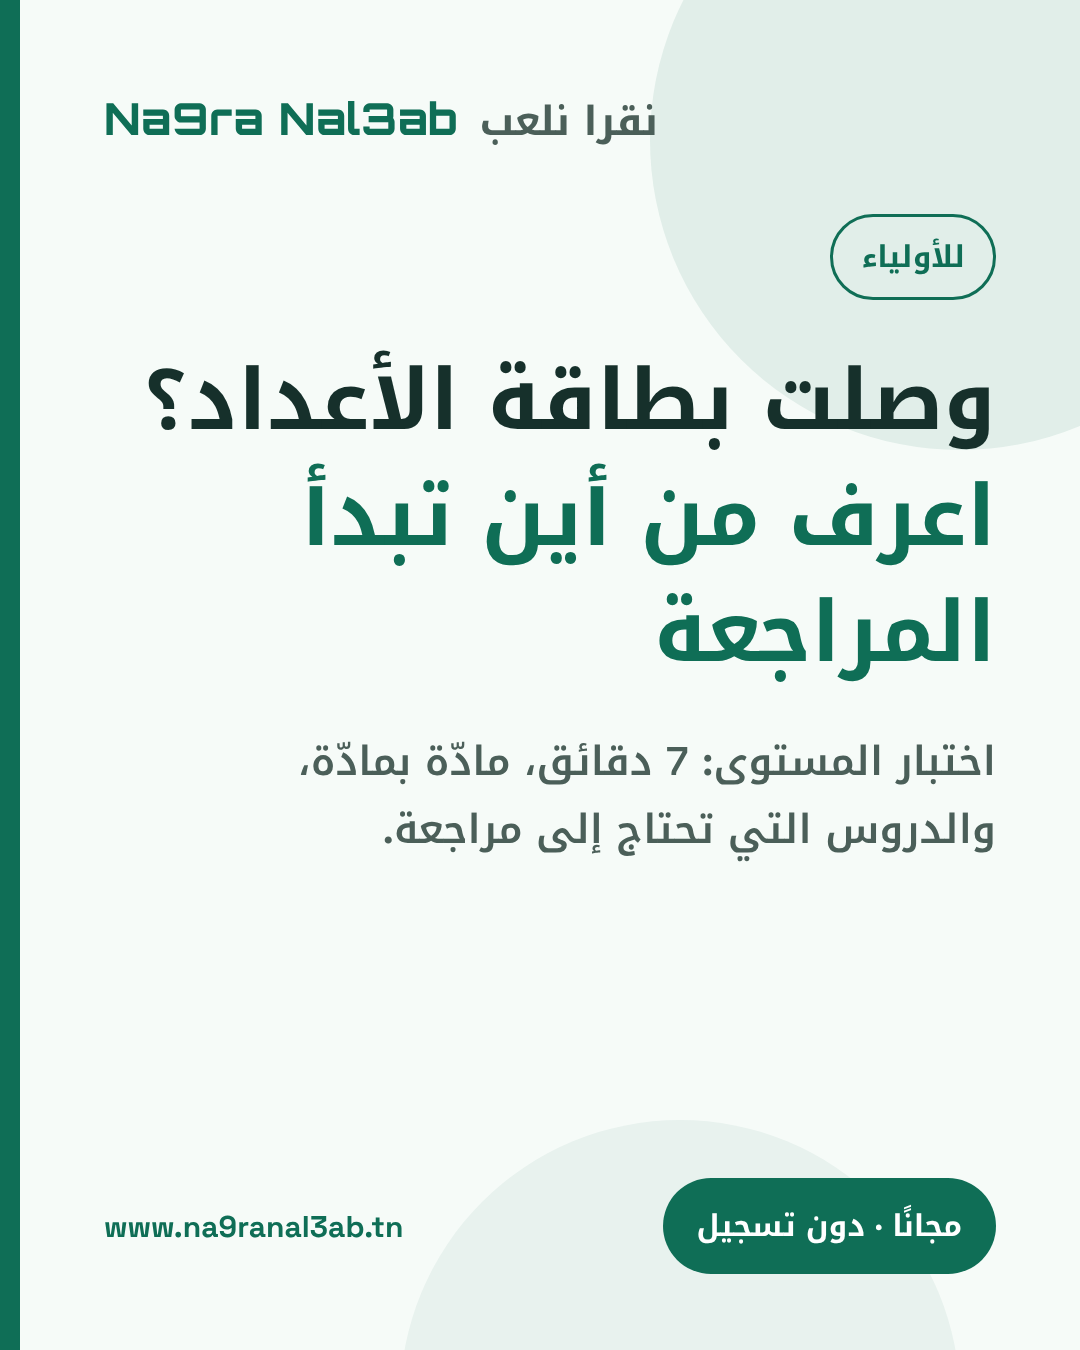 Na9ra Nal3ab نقرا نلعب
للأولياء
وصلت بطاقة الأعداد؟
اعرف من أين تبدأ
المراجعة
اختبار المستوى: 7 دقائق، مادّة بمادّة،
والدروس التي تحتاج إلى مراجعة.
مجانًا · دون تسجيل
www.na9ranal3ab.tn